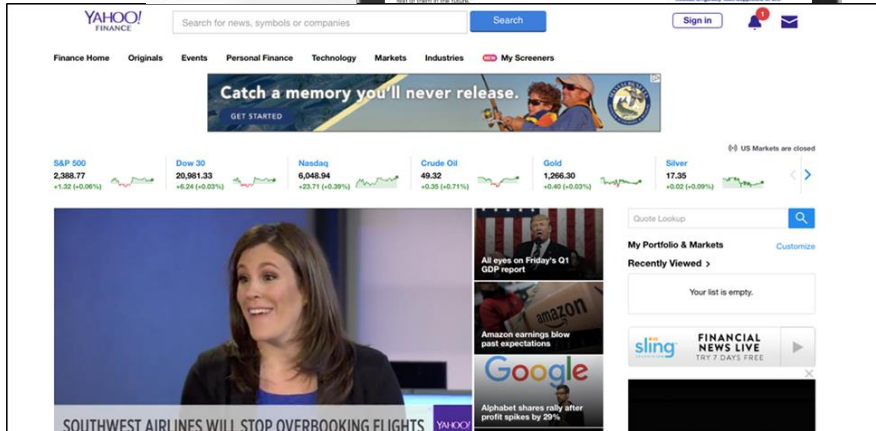 YAHOO!
FINANCE
Search for news, symbols or companies
Search
Sign in
1
Finance Home Originals Events Personal Finance Technology Markets Industries NEW My Screeners
Catch a memory you'll never release.
GET STARTED
US Markets are closed
S&P 500
2,388.77
+1.32 (+0.06%)
Dow 30
20,981.33
+6.24 (+0.03%)
Nasdaq
6,048.94
+23.71 (+0.39%)
Crude Oil
49.32
+0.35 (+0.71%)
Gold
1,266.30
+0.40 (+0.03%)
Silver
17.35
+0.02 (+0.09%)
SOUTHWEST AIRLINES WILL STOP OVERBOOKING FLIGHTS
YAHOO!
All eyes on Friday's Q1
GDP report
amazon
Amazon earnings blow
past expectations
Google
Alphabet shares rally after
profit spikes by 29%
Quote Lookup
My Portfolio & Markets
Customize
Recently Viewed >
Your list is empty.
sling
FINANCIAL
NEWS LIVE
TRY 7 DAYS FREE